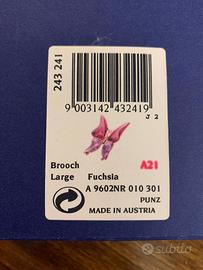 243 241
9 003142 432419
J 2
Brooch
A21
Large Fuchsia
A 9602NR 010 301
PUNZ
MADE IN AUSTRIA
subito